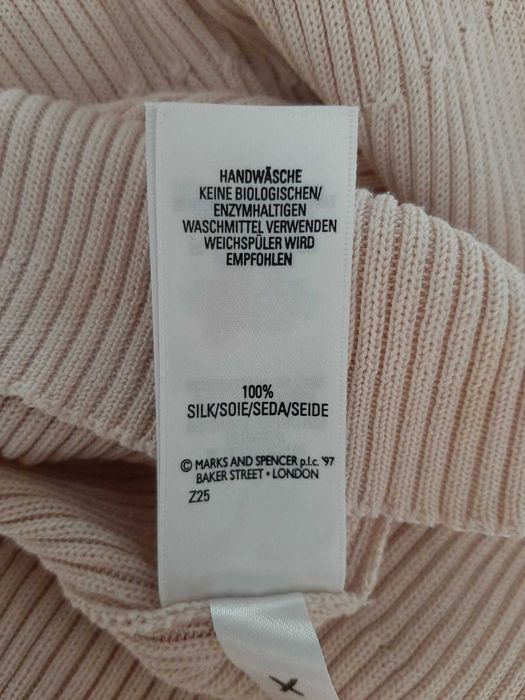 HANDWÄSCHE
KEINE BIOLOGISCHEN/
ENZYMHALTIGEN
WASCHMITTEL VERWENDEN
WEICHSPÜLER WIRD
EMPFOHLEN
100%
SILK/SOIE/SEDA/SEIDE
© MARKS AND SPENCER p.l.c. '97
BAKER STREET • LONDON
Z25